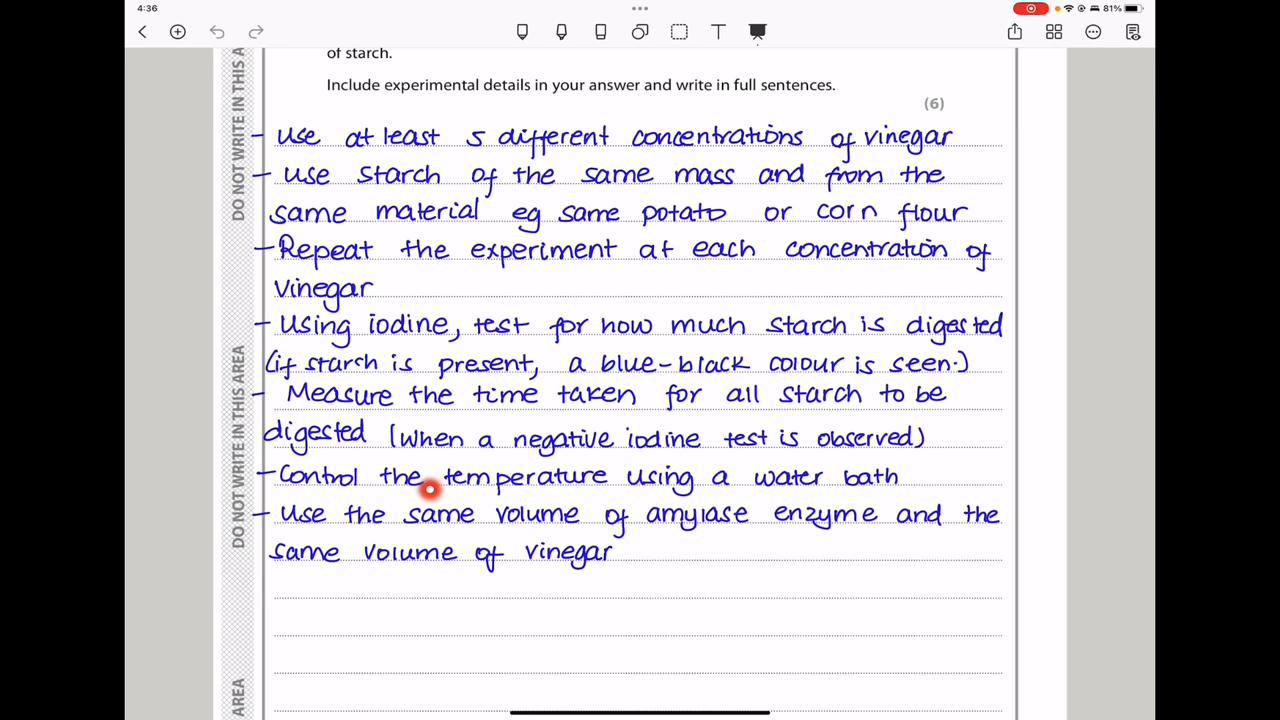 4:36
81%
of starch.
Include experimental details in your answer and write in full sentences.
(6)
- Use at least 5 different concentrations of vinegar
- Use starch of the same mass and from the
same material eg same potato or corn flour
- Repeat the experiment at each concentration of
vinegar
- Using iodine, test for how much starch is digested
(if starch is present, a blue-black colour is seen.)
- Measure the time taken for all starch to be
digested (when a negative iodine test is observed)
- Control the temperature using a water bath
- Use the same volume of amylase enzyme and the
same volume of vinegar
DO NOT WRITE IN THIS A
DO NOT WRITE IN THIS AREA
AREA